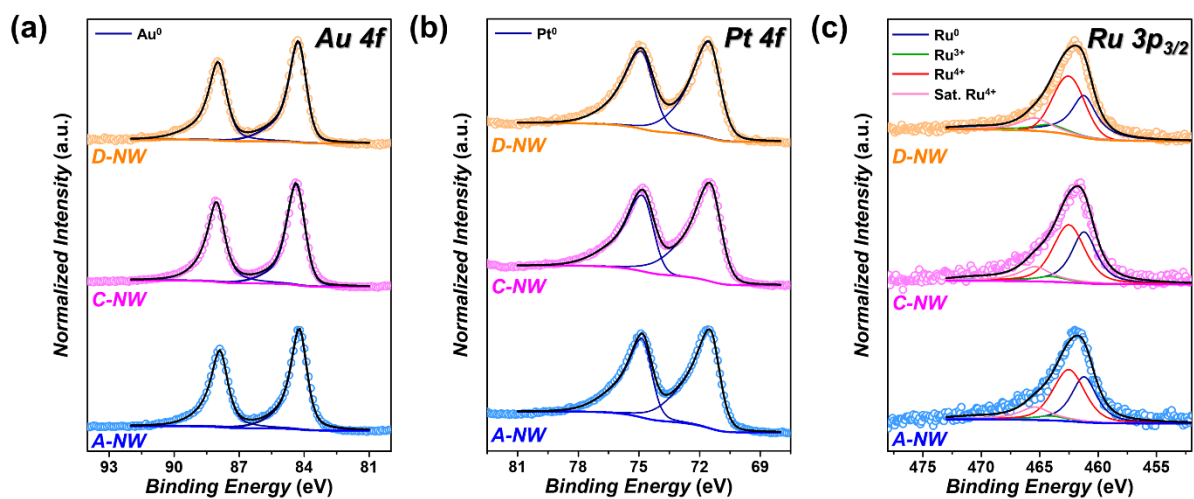 (a)
Au⁰
Au 4f
D-NW
C-NW
A-NW
Normalized Intensity (a.u.)
93 90 87 84 81
Binding Energy (eV)
(b)
Pt⁰
Pt 4f
D-NW
C-NW
A-NW
Normalized Intensity (a.u.)
81 78 75 72 69
Binding Energy (eV)
(c)
Ru⁰
Ru³⁺
Ru⁴⁺
Sat. Ru⁴⁺
Ru 3p₃/₂
D-NW
C-NW
A-NW
Normalized Intensity (a.u.)
475 470 465 460 455
Binding Energy (eV)